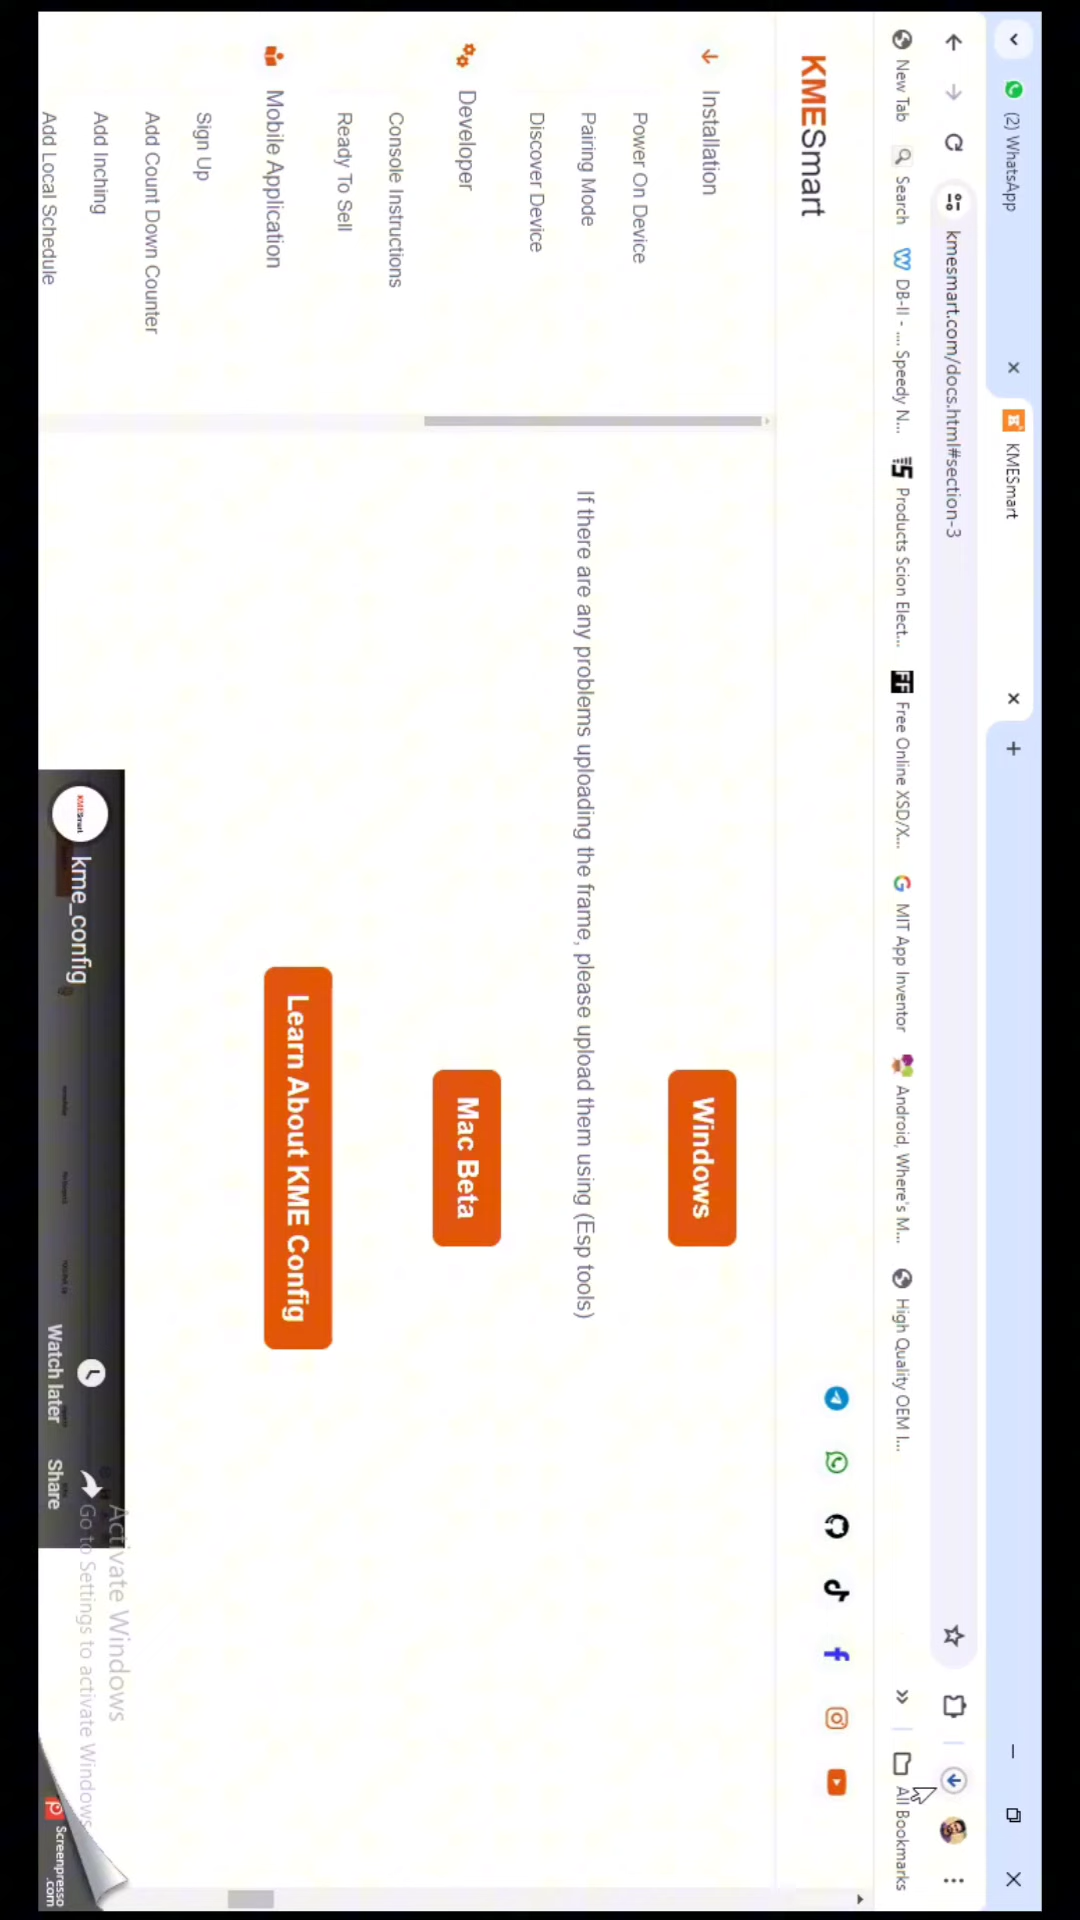 (2) WhatsApp
KMESmart
kmesmart.com/docs.html#section-3
New Tab
Search
DB-II - .... Speedy N...
Products Scion Elect...
Free Online XSD/X...
MIT App Inventor
Android, Where's M...
High Quality OEM I...
All Bookmarks
KMESmart
Installation
Power On Device
Pairing Mode
Discover Device
Developer
Console Instructions
Ready To Sell
Mobile Application
Sign Up
Add Count Down Counter
Add Inching
Add Local Schedule
Windows
If there are any problems uploading the frame, please upload them using (Esp tools)
Mac Beta
Learn About KME Config
KMESmart
kme_config
Watch later
Share
Activate Windows
Go to Settings to activate Windows.
Screenpresso
.com